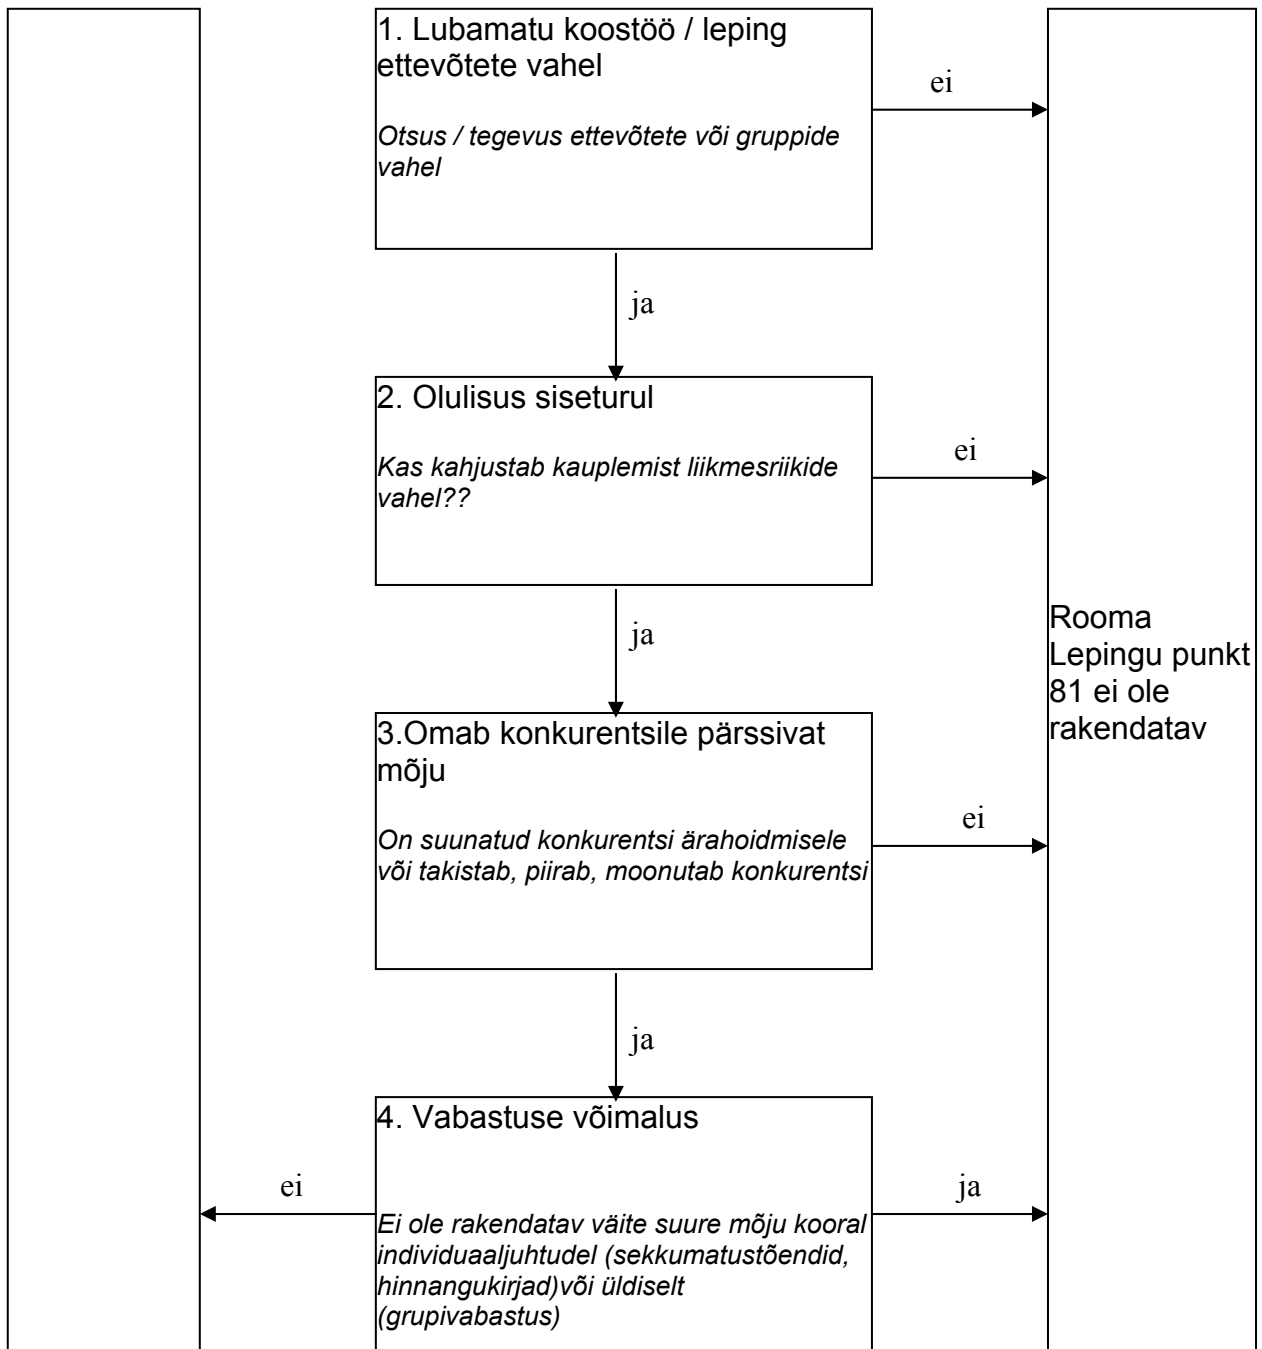 1. Lubamatu koostöö / leping
ettevõtete vahel
Otsus / tegevus ettevõtete või gruppide
vahel
ei
ja
2. Olulisus siseturul
Kas kahjustab kauplemist liikmesriikide
vahel??
ei
ja
3.Omab konkurentsile pärssivat
mõju
On suunatud konkurentsi ärahoidmisele
või takistab, piirab, moonutab konkurentsi
ei
ja
4. Vabastuse võimalus
Ei ole rakendatav väite suure mõju kooral
individuaaljuhtudel (sekkumatustõendid,
hinnangukirjad)või üldiselt
(grupivabastus)
ei
ja
Rooma
Lepingu punkt
81 ei ole
rakendatav